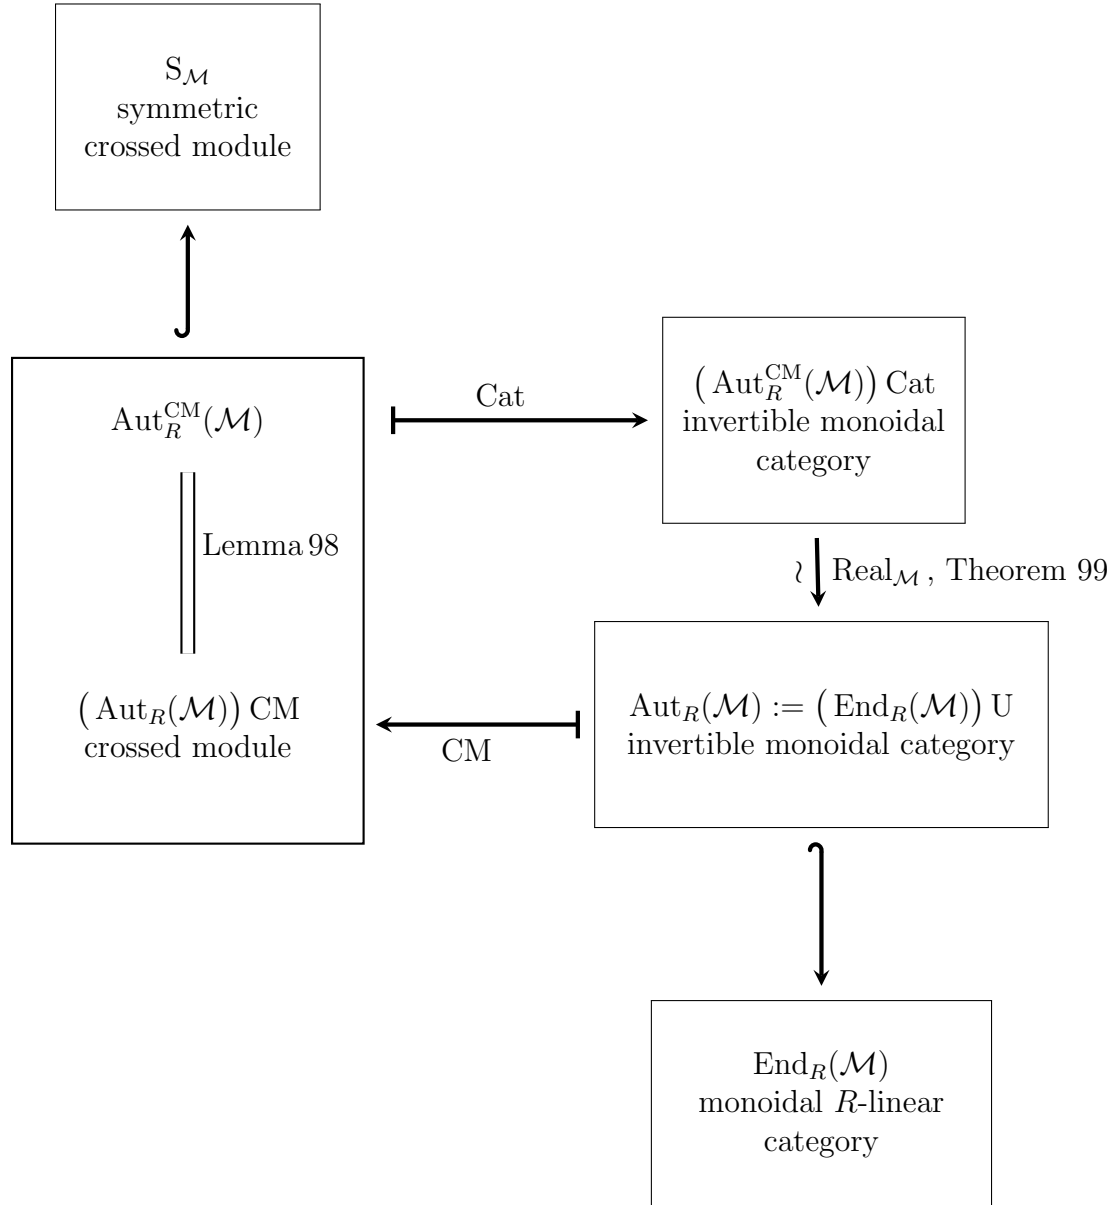 S_ℳ
symmetric
crossed module
Aut_R^CM(ℳ)
Lemma 98
(Aut_R(ℳ)) CM
crossed module
Cat
(Aut_R^CM(ℳ)) Cat
invertible monoidal
category
≀ Real_ℳ , Theorem 99
CM
Aut_R(ℳ) := (End_R(ℳ)) U
invertible monoidal category
End_R(ℳ)
monoidal R-linear
category